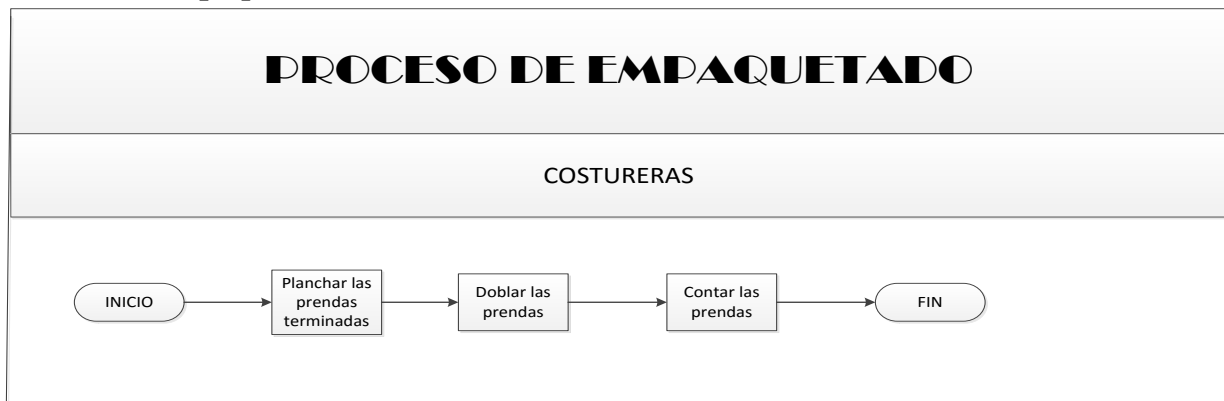 PROCESO DE EMPAQUETADO
COSTURERAS
INICIO
Planchar las
prendas
terminadas
Doblar las
prendas
Contar las
prendas
FIN